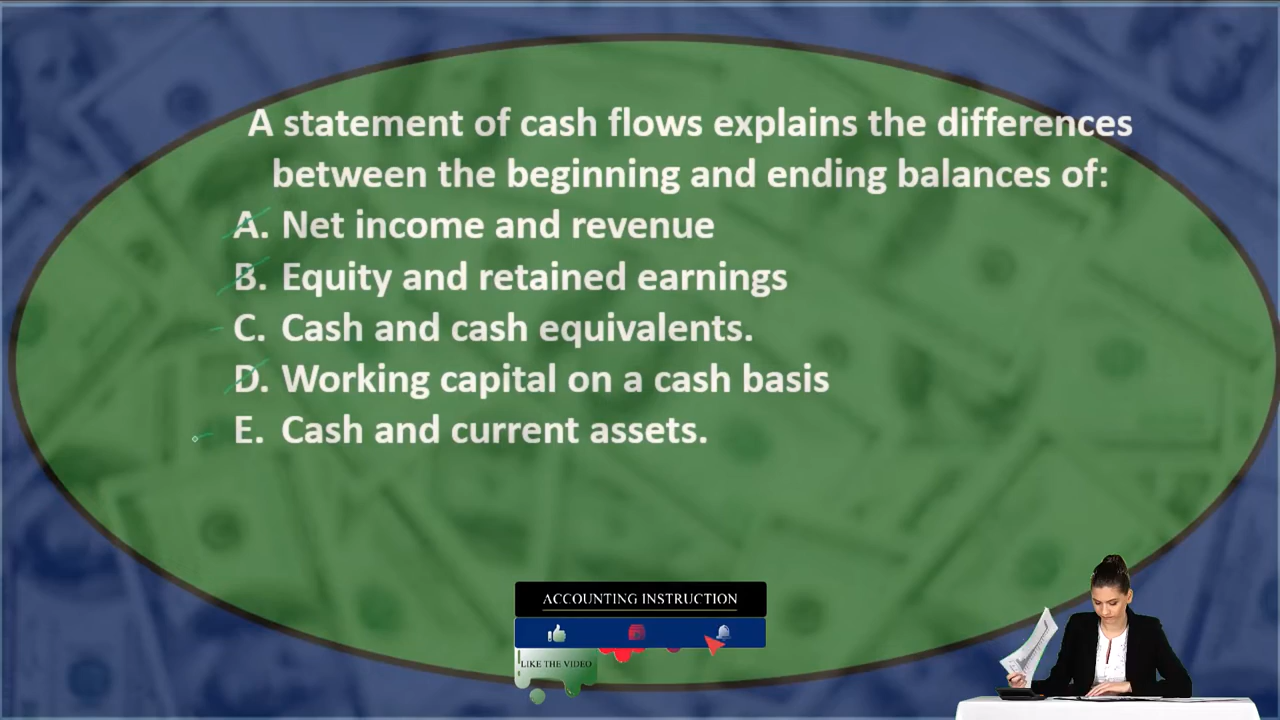 A statement of cash flows explains the differences
between the beginning and ending balances of:
A. Net income and revenue
B. Equity and retained earnings
C. Cash and cash equivalents.
D. Working capital on a cash basis
E. Cash and current assets.
ACCOUNTING INSTRUCTION
LIKE THE VIDEO